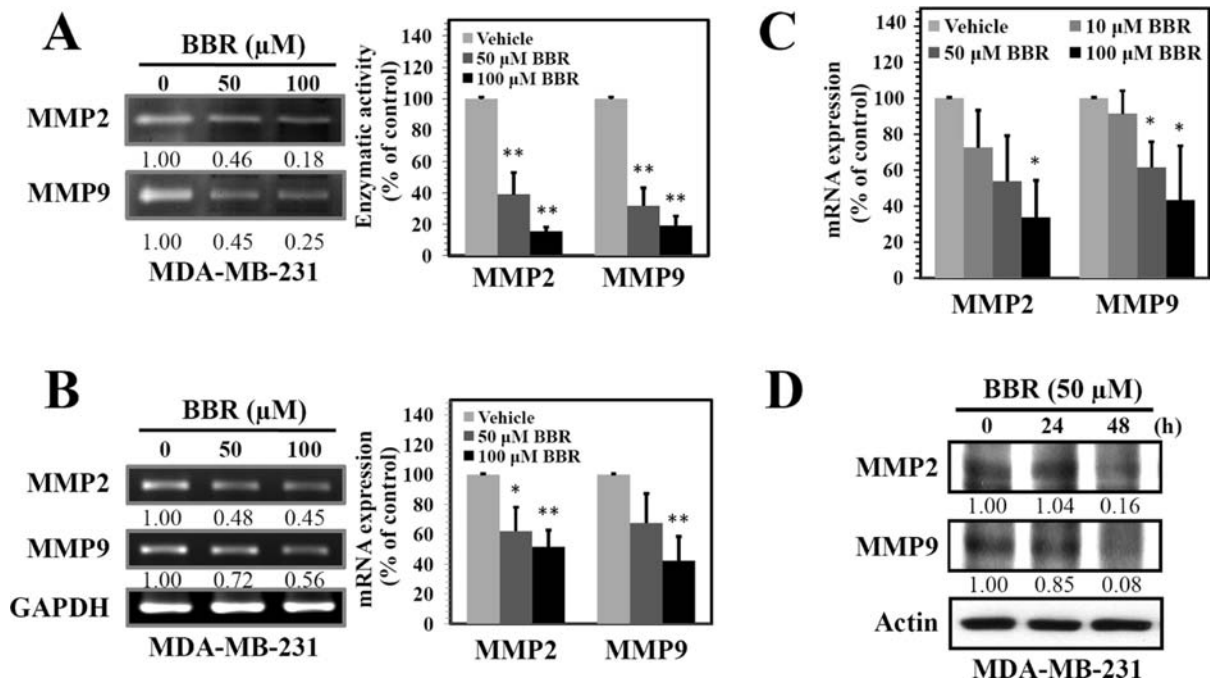 A
BBR (µM)
0 50 100
MMP2
1.00 0.46 0.18
MMP9
1.00 0.45 0.25
MDA-MB-231
Enzymatic activity
(% of control)
140
120
100
80
60
40
20
0
Vehicle
50 µM BBR
100 µM BBR
** ** ** **
MMP2 MMP9
C
mRNA expression
(% of control)
140
120
100
80
60
40
20
0
Vehicle 10 µM BBR
50 µM BBR 100 µM BBR
* * *
MMP2 MMP9
B
BBR (µM)
0 50 100
MMP2
1.00 0.48 0.45
MMP9
1.00 0.72 0.56
GAPDH
MDA-MB-231
mRNA expression
(% of control)
140
120
100
80
60
40
20
0
Vehicle
50 µM BBR
100 µM BBR
* ** **
MMP2 MMP9
D
BBR (50 µM)
0 24 48 (h)
MMP2
1.00 1.04 0.16
MMP9
1.00 0.85 0.08
Actin
MDA-MB-231